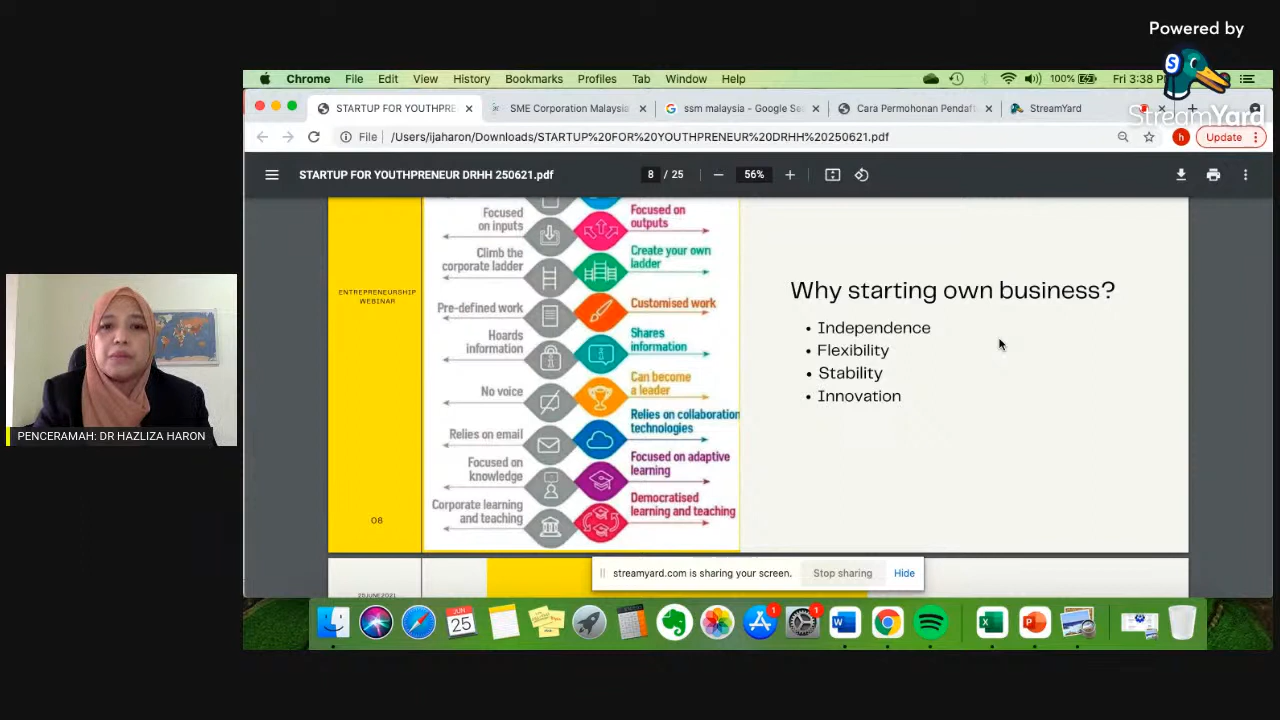 Powered by
StreamYard
Chrome File Edit View History Bookmarks Profiles Tab Window Help
100%
Fri 3:38 P
STARTUP FOR YOUTHPRE
SME Corporation Malaysia
ssm malaysia - Google Se
Cara Permohonan Pendaft
StreamYard
File
/Users/ijaharon/Downloads/STARTUP%20FOR%20YOUTHPRENEUR%20DRHH%20250621.pdf
h
Update
STARTUP FOR YOUTHPRENEUR DRHH 250621.pdf
8 / 25
56%
ENTREPRENEURSHIP
WEBINAR
08
Focused
on inputs
Focused on
outputs
Climb the
corporate ladder
Create your own
ladder
Pre-defined work
Customised work
Hoards
information
Shares
information
No voice
Can become
a leader
Relies on email
Relies on collaboration
technologies
Focused on
knowledge
Focused on adaptive
learning
Corporate learning
and teaching
Democratised
learning and teaching
Why starting own business?
• Independence
• Flexibility
• Stability
• Innovation
PENCERAMAH: DR HAZLIZA HARON
streamyard.com is sharing your screen.
Stop sharing
Hide
25JUNE2021
JUN
25
1
1